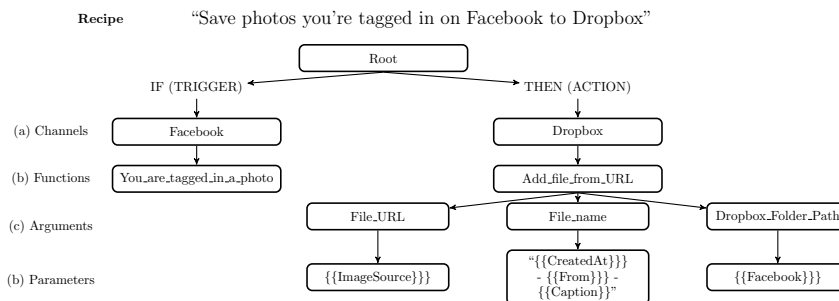 Recipe “Save photos you’re tagged in on Facebook to Dropbox”
Root
IF (TRIGGER) THEN (ACTION)
(a) Channels Facebook Dropbox
(b) Functions You_are_tagged_in_a_photo Add_file_from_URL
(c) Arguments File_URL File_name Dropbox_Folder_Path
(b) Parameters {{ImageSource}}} “{{CreatedAt}}} {{Facebook}}}
- {{From}}} -
{{Caption}}”